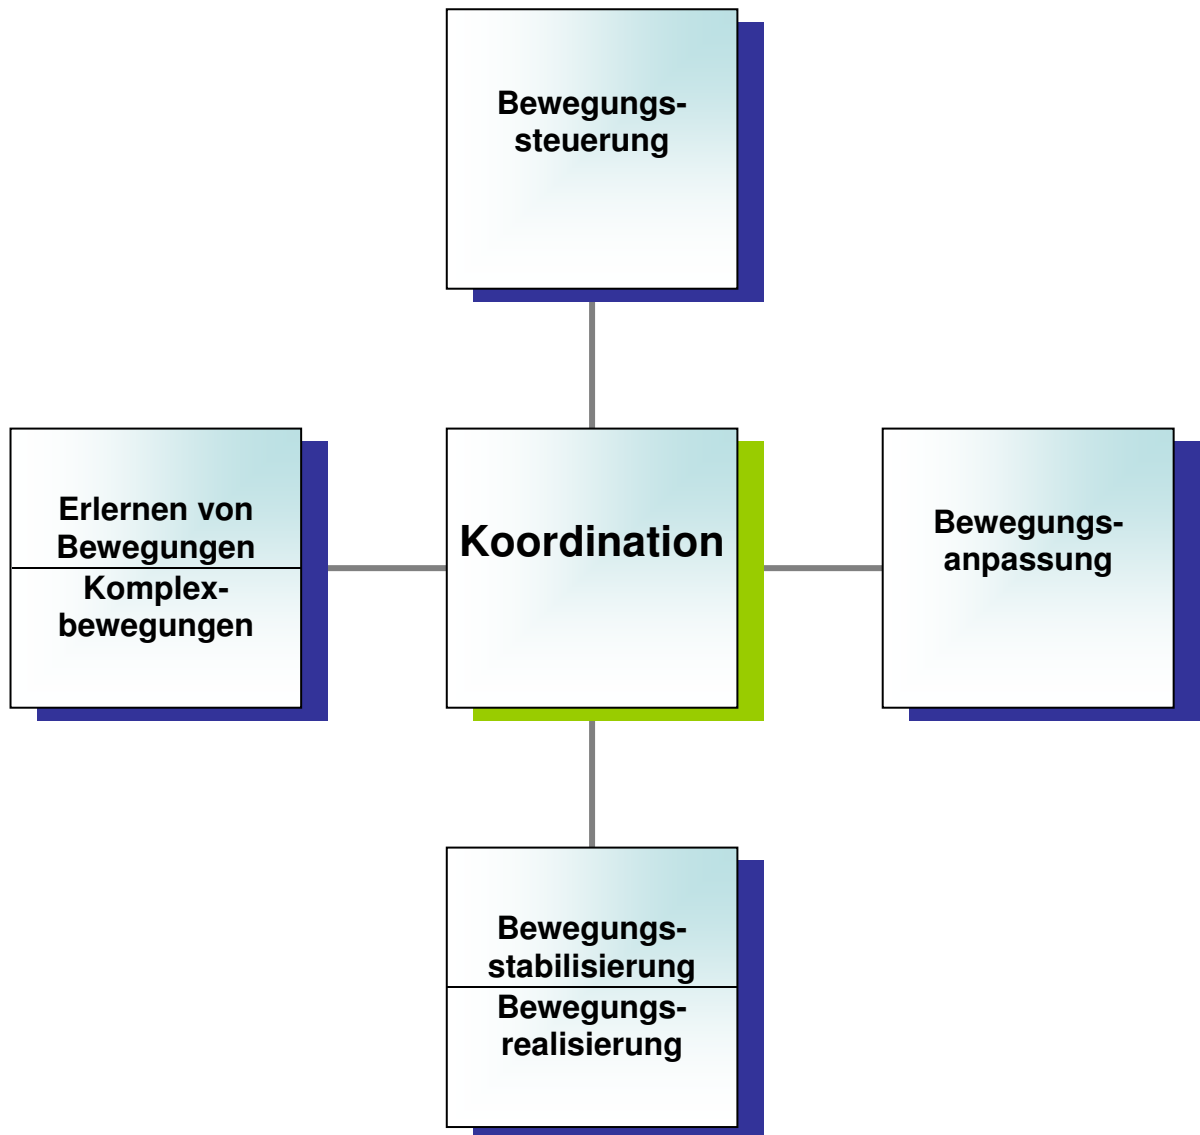 Bewegungs-
steuerung
Erlernen von
Bewegungen
Komplex-
bewegungen
Koordination
Bewegungs-
anpassung
Bewegungs-
stabilisierung
Bewegungs-
realisierung